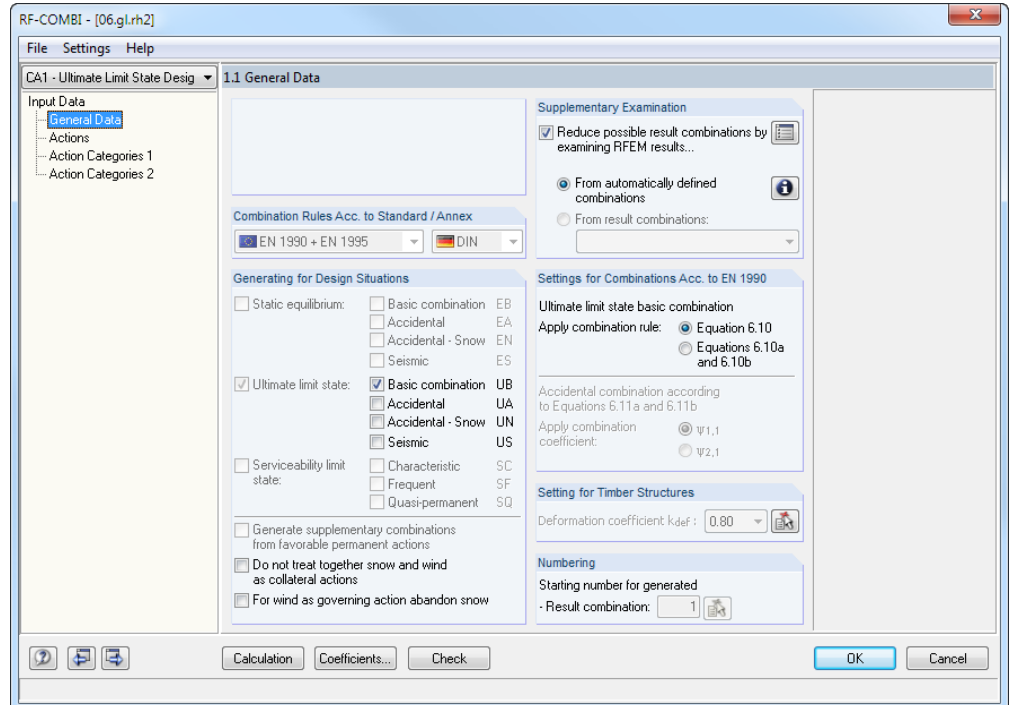 RF-COMBI - [06.gl.rh2]
File Settings Help
CA1 - Ultimate Limit State Desig
1.1 General Data
Input Data
General Data
Actions
Action Categories 1
Action Categories 2
Combination Rules Acc. to Standard / Annex
EN 1990 + EN 1995
DIN
Generating for Design Situations
Static equilibrium:
Basic combination EB
Accidental EA
Accidental - Snow EN
Seismic ES
Ultimate limit state:
Basic combination UB
Accidental UA
Accidental - Snow UN
Seismic US
Serviceability limit
state:
Characteristic SC
Frequent SF
Quasi-permanent SQ
Generate supplementary combinations
from favorable permanent actions
Do not treat together snow and wind
as collateral actions
For wind as governing action abandon snow
Supplementary Examination
Reduce possible result combinations by
examining RFEM results...
From automatically defined
combinations
From result combinations:
Settings for Combinations Acc. to EN 1990
Ultimate limit state basic combination
Apply combination rule:
Equation 6.10
Equations 6.10a
and 6.10b
Accidental combination according
to Equations 6.11a and 6.11b
Apply combination
coefficient:
Ψ1,1
Ψ2,1
Setting for Timber Structures
Deformation coefficient kdef : 0.80
Numbering
Starting number for generated
- Result combination: 1
Calculation
Coefficients...
Check
OK
Cancel